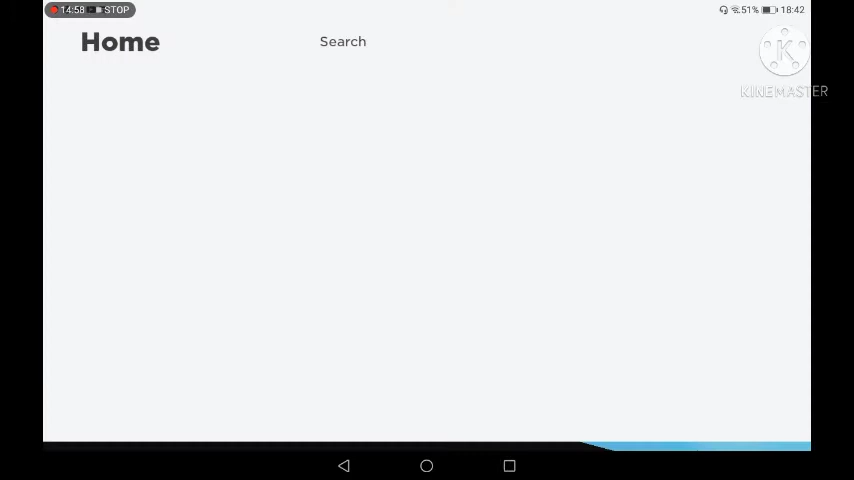 14:58 STOP
51% 18:42
Home
Search
K
KINEMASTER